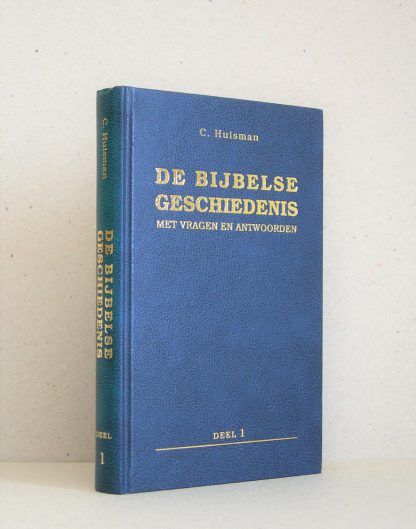 C. Huisman
DE BIJBELSE
GESCHIEDENIS
MET VRAGEN EN ANTWOORDEN
DEEL 1
C. Huisman
DE BIJBELSE
GESCHIEDENIS
DEEL
1